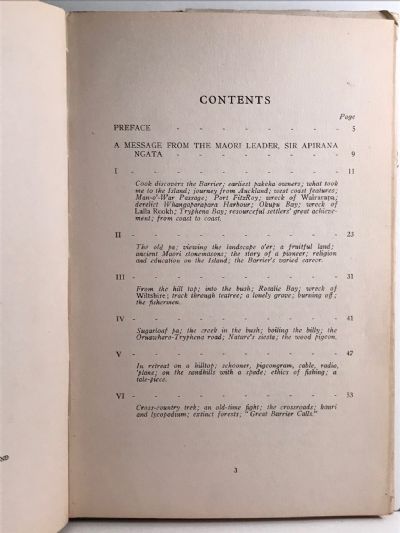 CONTENTS
Page
PREFACE - - - - - - - - - 5
A MESSAGE FROM THE MAORI LEADER, SIR APIRANA
NGATA - - - - - - - - - 9
I - - - - - - - - - - 11
Cook discovers the Barrier; earliest pakeha owners; what took
me to the Island; journey from Auckland; west coast features;
Man-o'-War Passage; Port FitzRoy; wreck of Wairarapa;
derelict Whangaparapara Harbour; Okupu Bay; wreck of
Lalla Rookh; Tryphena Bay; resourceful settlers' great achieve-
ment; from coast to coast.
II - - - - - - - - - - 23
The old pa; viewing the landscape o'er; a fruitful land;
ancient Maori stonemasons; the story of a pioneer; religion
and education on the Island; the Barrier's varied career.
III - - - - - - - - - - 31
From the hill top; into the bush; Rosalie Bay; wreck of
Wiltshire; track through teatree; a lonely grave; burning off;
the fishermen.
IV - - - - - - - - - - 41
Sugarloaf pa; the creek in the bush; boiling the billy; the
Oruawharo-Tryphena road; Nature's siesta; the wood pigeon.
V - - - - - - - - - - 47
In retreat on a hilltop; schooner, pigeongram, cable, radio,
'plane; on the sandhills with a spade; ethics of fishing; a
tale-piece.
VI - - - - - - - - - - 53
Cross-country trek; an old-time fight; the crossroads; kauri
and lycopodium; extinct forests; "Great Barrier Calls."
3